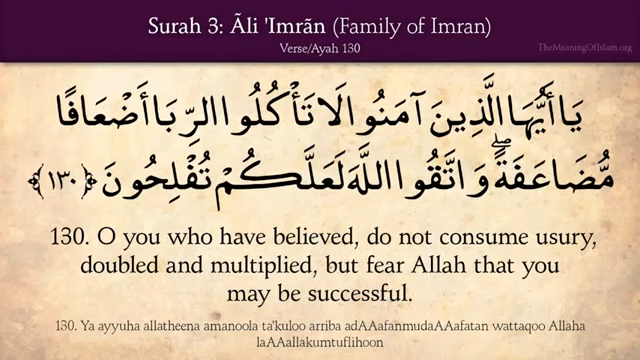 Surah 3: Ãli 'Imrãn (Family of Imran)
Verse/Ayah 130
TheMeaningOfIslam.org
يَا أَيُّهَا الَّذِينَ آمَنُوا لَا تَأْكُلُوا الرِّبَا أَضْعَافًا
مُّضَاعَفَةً ۖ وَاتَّقُوا اللَّهَ لَعَلَّكُمْ تُفْلِحُونَ ﴿١٣٠﴾
130. O you who have believed, do not consume usury,
doubled and multiplied, but fear Allah that you
may be successful.
130. Ya ayyuha allatheena amanoola ta'kuloo arriba adAAafanmudaAAafatan wattaqoo Allaha
laAAallakumtuflihoon